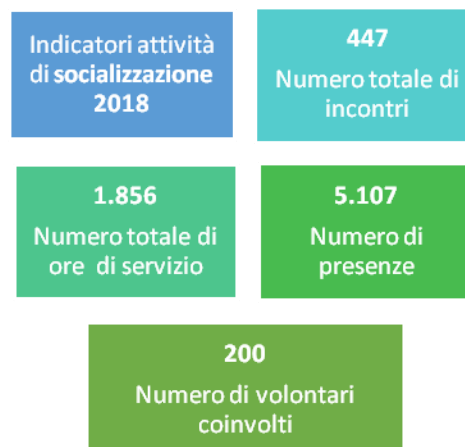 Indicatori attività
di socializzazione
2018
447
Numero totale di
incontri
1.856
Numero totale di
ore di servizio
5.107
Numero di
presenze
200
Numero di volontari
coinvolti